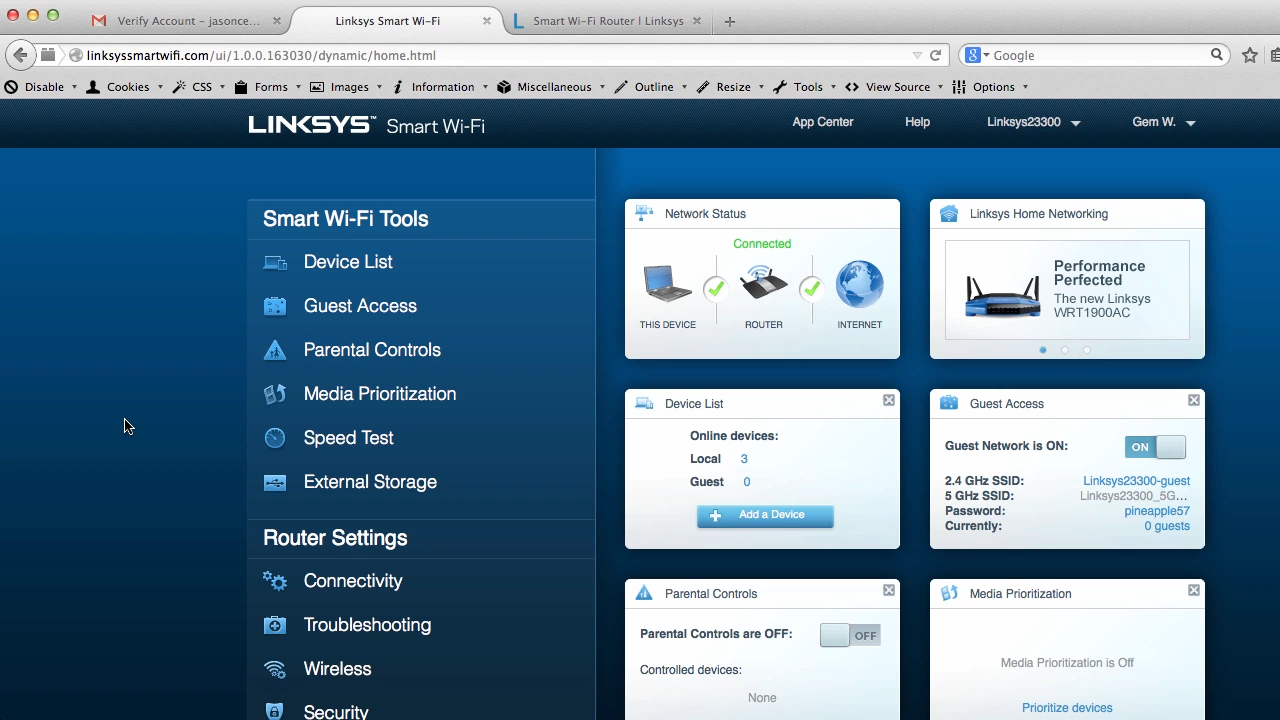 Verify Account – jasonce...
Linksys Smart Wi-Fi
Smart Wi-Fi Router | Linksys
linksyssmartwifi.com/ui/1.0.0.163030/dynamic/home.html
Google
Disable
Cookies
CSS
Forms
Images
Information
Miscellaneous
Outline
Resize
Tools
View Source
Options
LINKSYS™ Smart Wi-Fi
App Center
Help
Linksys23300
Gem W.
Smart Wi-Fi Tools
Device List
Guest Access
Parental Controls
Media Prioritization
Speed Test
External Storage
Router Settings
Connectivity
Troubleshooting
Wireless
Security
Network Status
Connected
THIS DEVICE
ROUTER
INTERNET
Linksys Home Networking
Performance
Perfected
The new Linksys
WRT1900AC
Device List
Online devices:
Local 3
Guest 0
Add a Device
Guest Access
Guest Network is ON: ON
2.4 GHz SSID: Linksys23300-guest
5 GHz SSID: Linksys23300_5G...
Password: pineapple57
Currently: 0 guests
Parental Controls
Parental Controls are OFF: OFF
Controlled devices:
None
Media Prioritization
Media Prioritization is Off
Prioritize devices